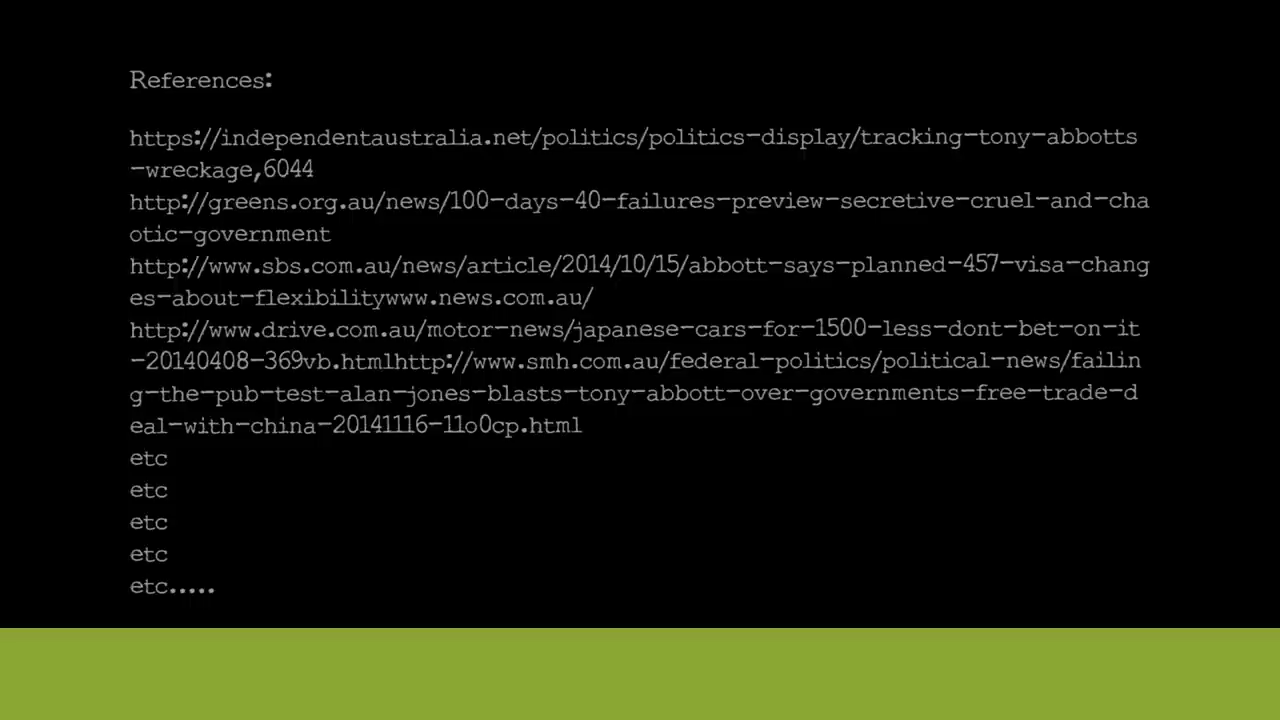 References:
https://independentaustralia.net/politics/politics-display/tracking-tony-abbotts
-wreckage,6044
http://greens.org.au/news/100-days-40-failures-preview-secretive-cruel-and-cha
otic-government
http://www.sbs.com.au/news/article/2014/10/15/abbott-says-planned-457-visa-chang
es-about-flexibilitywww.news.com.au/
http://www.drive.com.au/motor-news/japanese-cars-for-1500-less-dont-bet-on-it
-20140408-369vb.htmlhttp://www.smh.com.au/federal-politics/political-news/failin
g-the-pub-test-alan-jones-blasts-tony-abbott-over-governments-free-trade-d
eal-with-china-20141116-11o0cp.html
etc
etc
etc
etc
etc.....